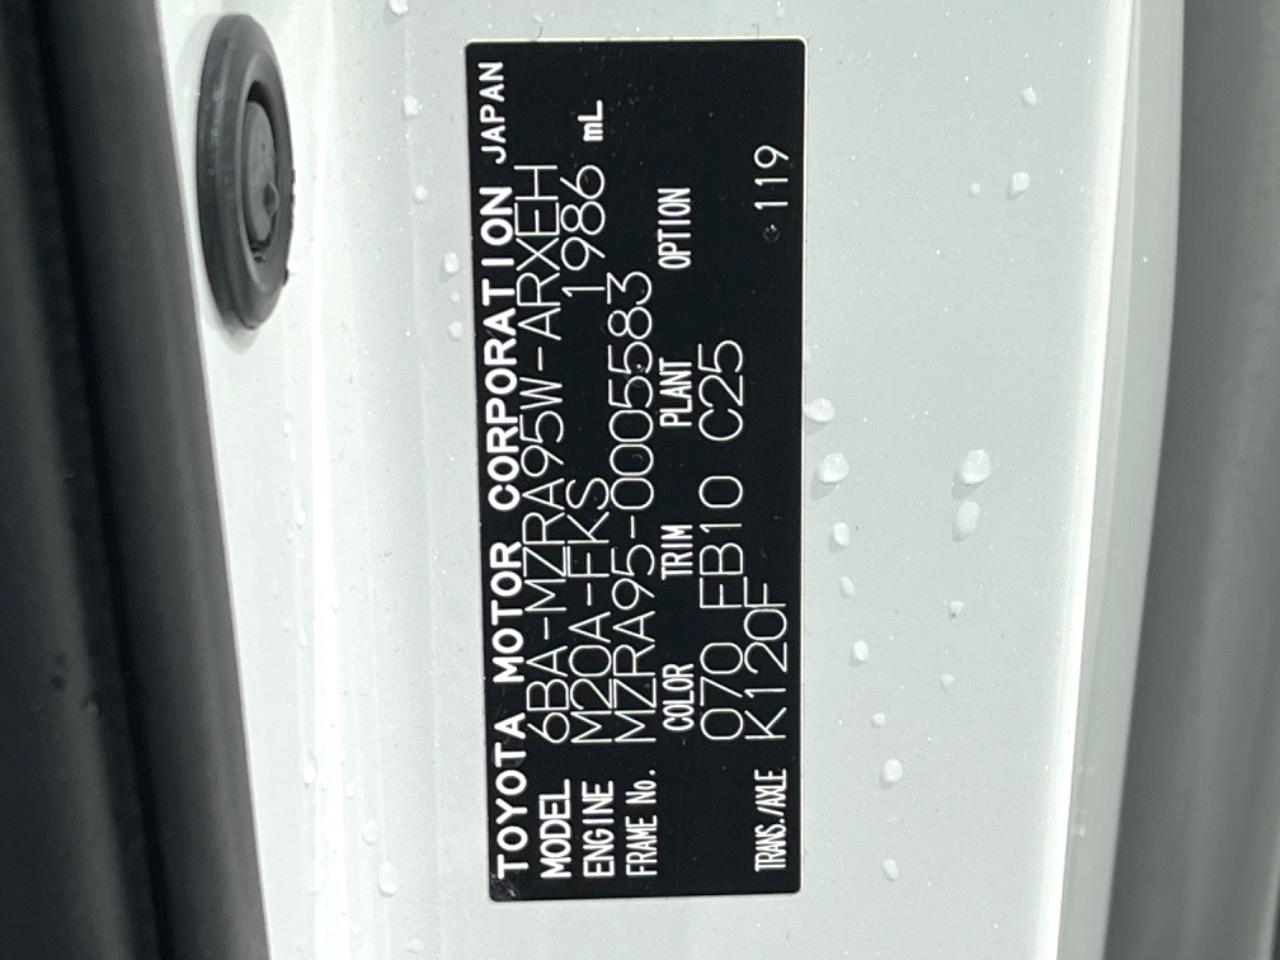 TOYOTA MOTOR CORPORATION JAPAN
MODEL 6BA-MZRA95W-ARXEH
ENGINE M20A-FKS 1986 mL
FRAME No. MZRA95-0005583
COLOR TRIM PLANT OPTION
070 FB10 C25
TRANS./AXLE K120F 119